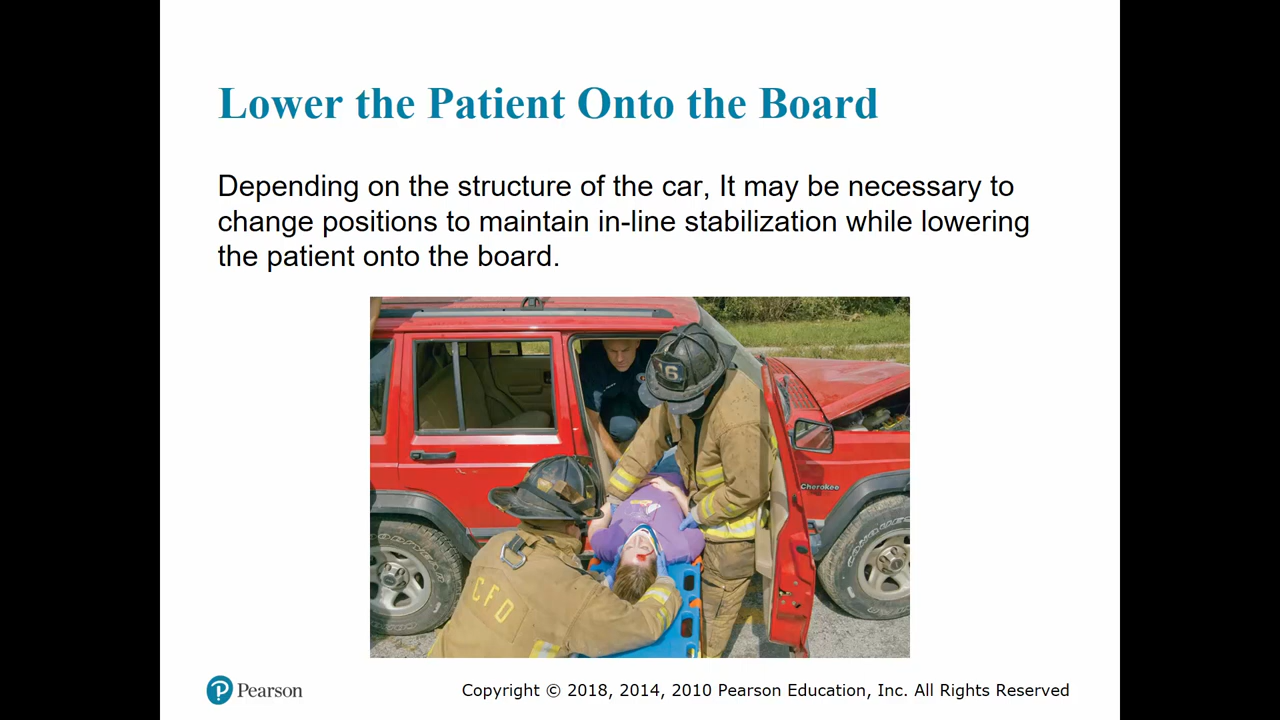 Lower the Patient Onto the Board
Depending on the structure of the car, It may be necessary to
change positions to maintain in-line stabilization while lowering
the patient onto the board.
16
Cherokee
CFD
Pearson
Copyright © 2018, 2014, 2010 Pearson Education, Inc. All Rights Reserved